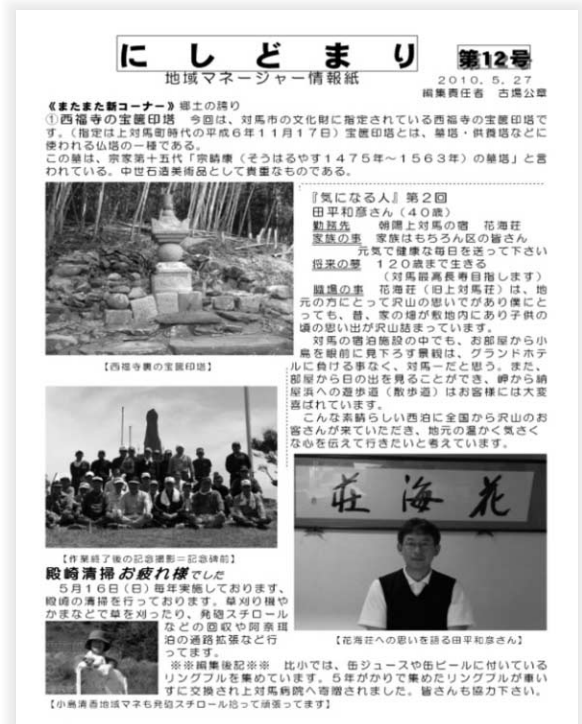 にしどまり 第12号
地域マネージャー情報紙
2010．5．27
編集責任者 古場公章
《またまた新コーナー》郷土の誇り
①西福寺の宝篋印塔 今回は、対馬市の文化財に指定されている西福寺の宝篋印塔で
す。（指定は上対馬町時代の平成6年11月17日）宝篋印塔とは、墓塔・供養塔などに
使われる仏塔の一種である。
この墓は、宗家第十五代「宗晴康（そうはるやす1475年～1563年）の墓塔」と言
われている。中世石造美術品として貴重なものである。
【西福寺裏の宝篋印塔】
『気になる人』第2回
田平和彦さん（40歳）
勤務先 朝陽上対馬の宿 花海荘
家族の事 家族はもちろん区の皆さん
元気で健康な毎日を送って下さい
将来の夢 120歳まで生きる
（対馬最高長寿目指します）
職場の事 花海荘（旧上対馬荘）は、地
元の方にとって沢山の思いでがあり僕にと
っても、昔、家の畑が敷地内にあり子供の
頃の思い出が沢山詰まっています。
対馬の宿泊施設の中でも、お部屋から小
島を眼前に見下ろす景観は、グランドホテ
ルに負ける事なく、対馬一だと思う。また、
部屋から日の出を見ることができ、岬から納
屋浜への遊歩道（散歩道）はお客様には大変
喜ばれています。
こんな素晴らしい西泊に全国から沢山のお
客さんが来ていただき、地元の温かく気さく
な心を伝えて行きたいと考えています。
【作業終了後の記念撮影＝記念碑前】
殿崎清掃お疲れ様でした
5月16日（日）毎年実施しております、
殿崎の清掃を行っております。草刈り機や
かまなどで草を刈ったり、発砲スチロール
などの回収や阿奈珥
泊の通路拡張など行
ってます。
花海荘
【花海荘への思いを語る田平和彦さん】
※※編集後記※※ 比小では、缶ジュースや缶ビールに付いている
リングプルを集めています。5年がかりで集めたリングプルが車い
すに交換され上対馬病院へ寄贈されました。皆さんも協力下さい。
【小島清香地域マネも発砲スチロール拾って頑張ってます】